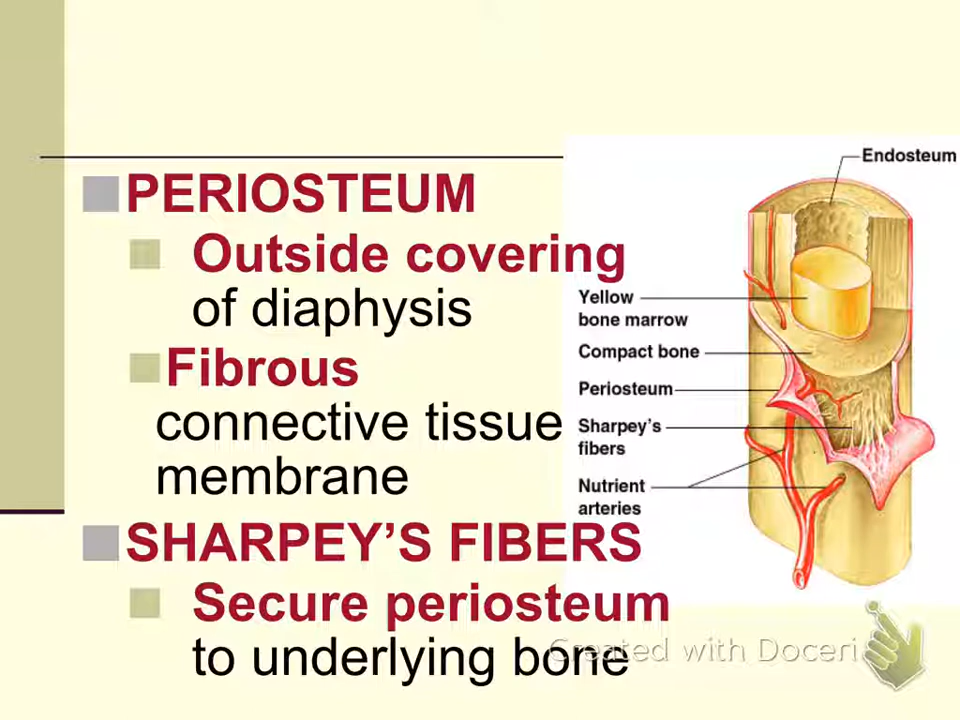 PERIOSTEUM
Outside covering
of diaphysis
Fibrous
connective tissue
membrane
SHARPEY’S FIBERS
Secure periosteum
to underlying bone
Endosteum
Yellow
bone marrow
Compact bone
Periosteum
Sharpey’s
fibers
Nutrient
arteries
Created with Doceri